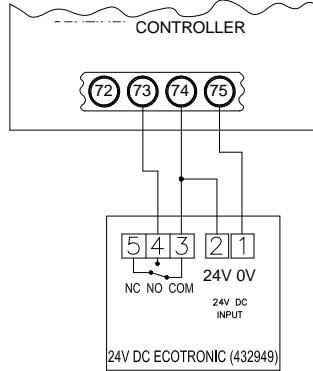 CONTROLLER
72 73 74 75
5 4 3 2 1
24V 0V
NC NO COM
24V DC
INPUT
24V DC ECOTRONIC (432949)